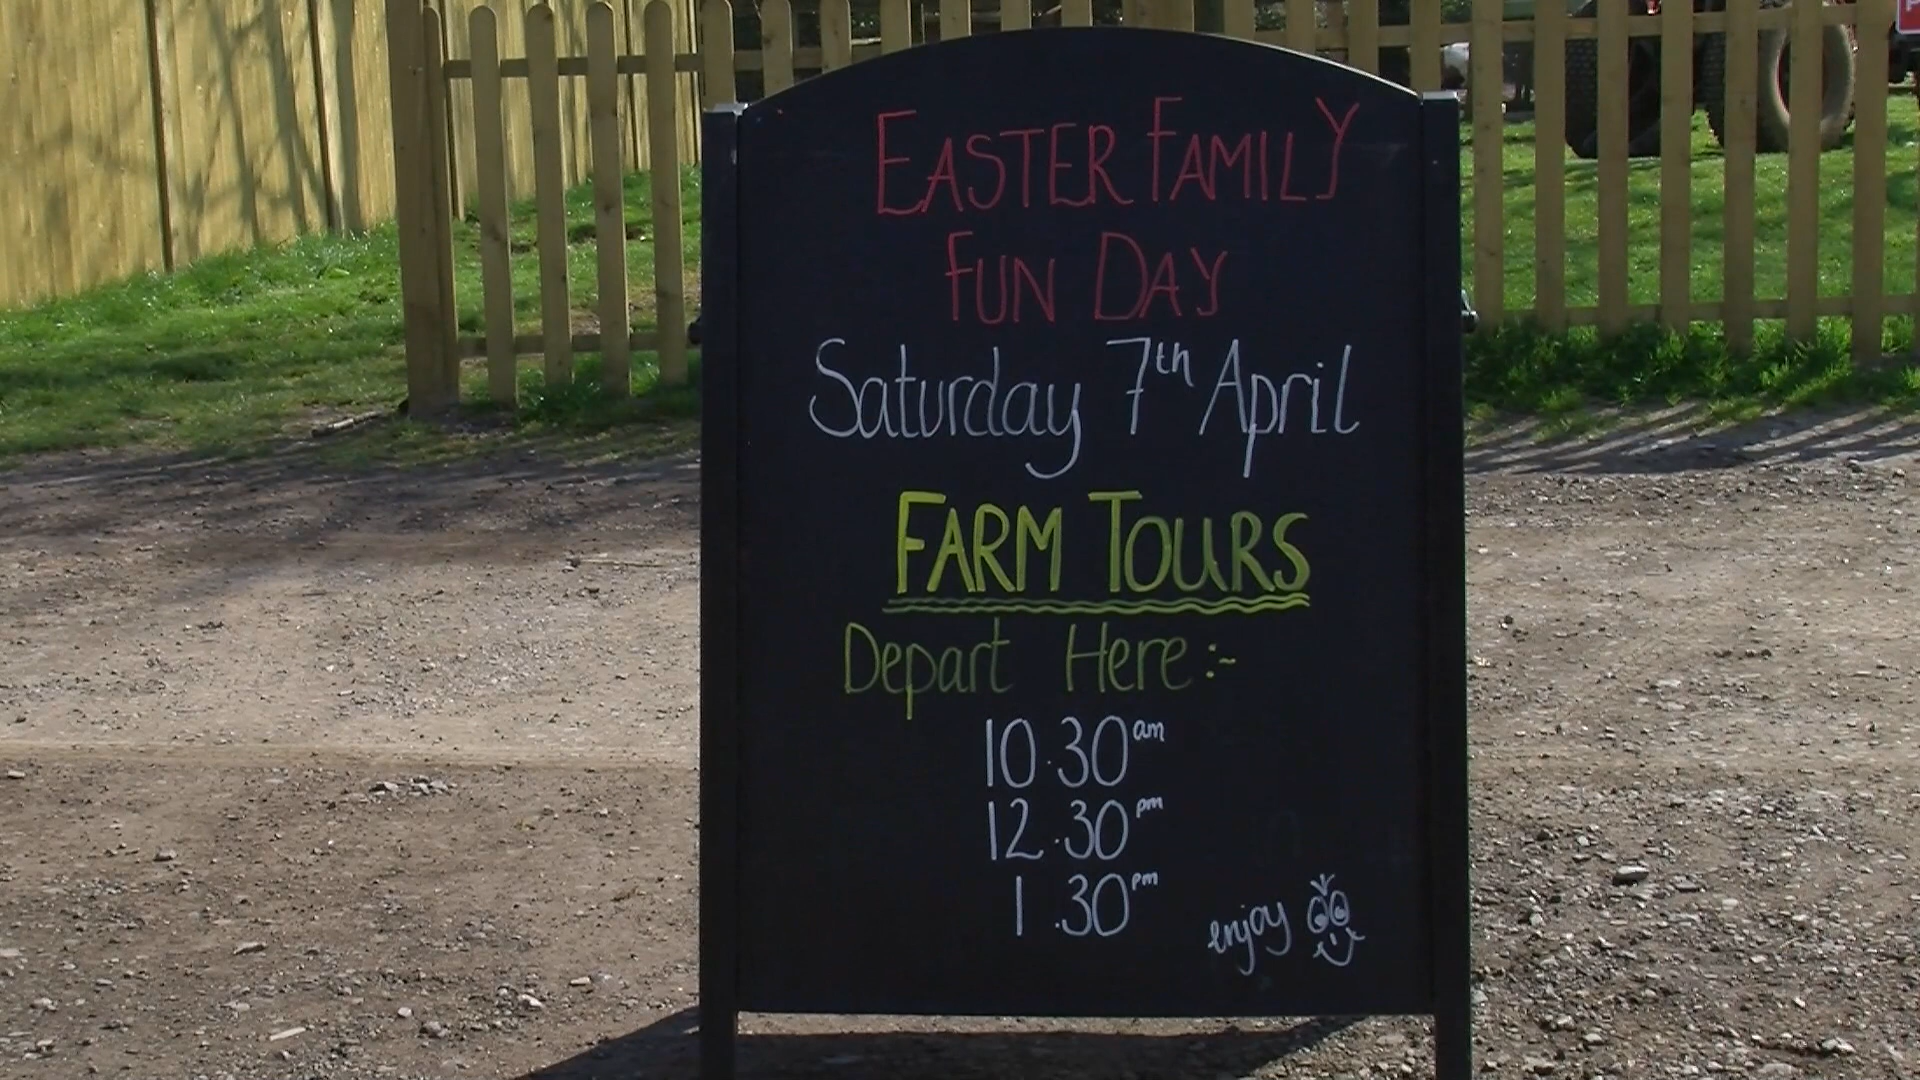 EASTER FAMILY
FUN DAY
Saturday 7th April
FARM TOURS
Depart Here:-
10.30am
12.30pm
1.30pm
enjoy